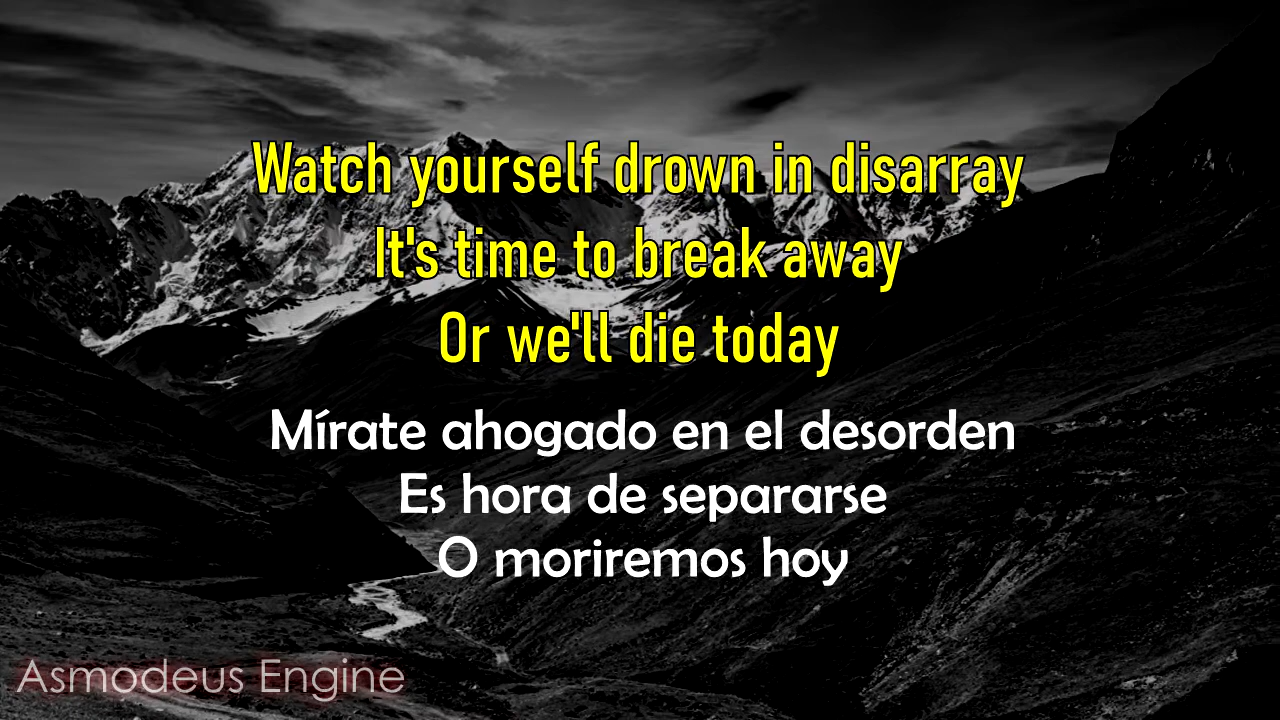 Watch yourself drown in disarray
It's time to break away
Or we'll die today
Mírate ahogado en el desorden
Es hora de separarse
O moriremos hoy
Asmodeus Engine